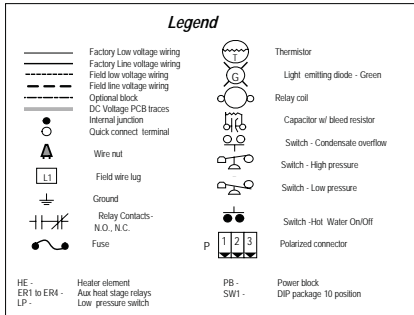 Legend
Factory Low voltage wiring
Factory Line voltage wiring
Field low voltage wiring
Field line voltage wiring
Optional block
DC Voltage PCB traces
Internal junction
Quick connect terminal
Wire nut
L1 Field wire lug
Ground
Relay Contacts-
N.O., N.C.
Fuse
T Thermistor
G Light emitting diode - Green
Relay coil
Capacitor w/ bleed resistor
Switch - Condensate overflow
Switch - High pressure
Switch - Low pressure
Switch -Hot Water On/Off
P 1 2 3 Polarized connector
HE - Heater element
ER1 to ER4 - Aux heat stage relays
LP - Low pressure switch
PB - Power block
SW1 - DIP package 10 position